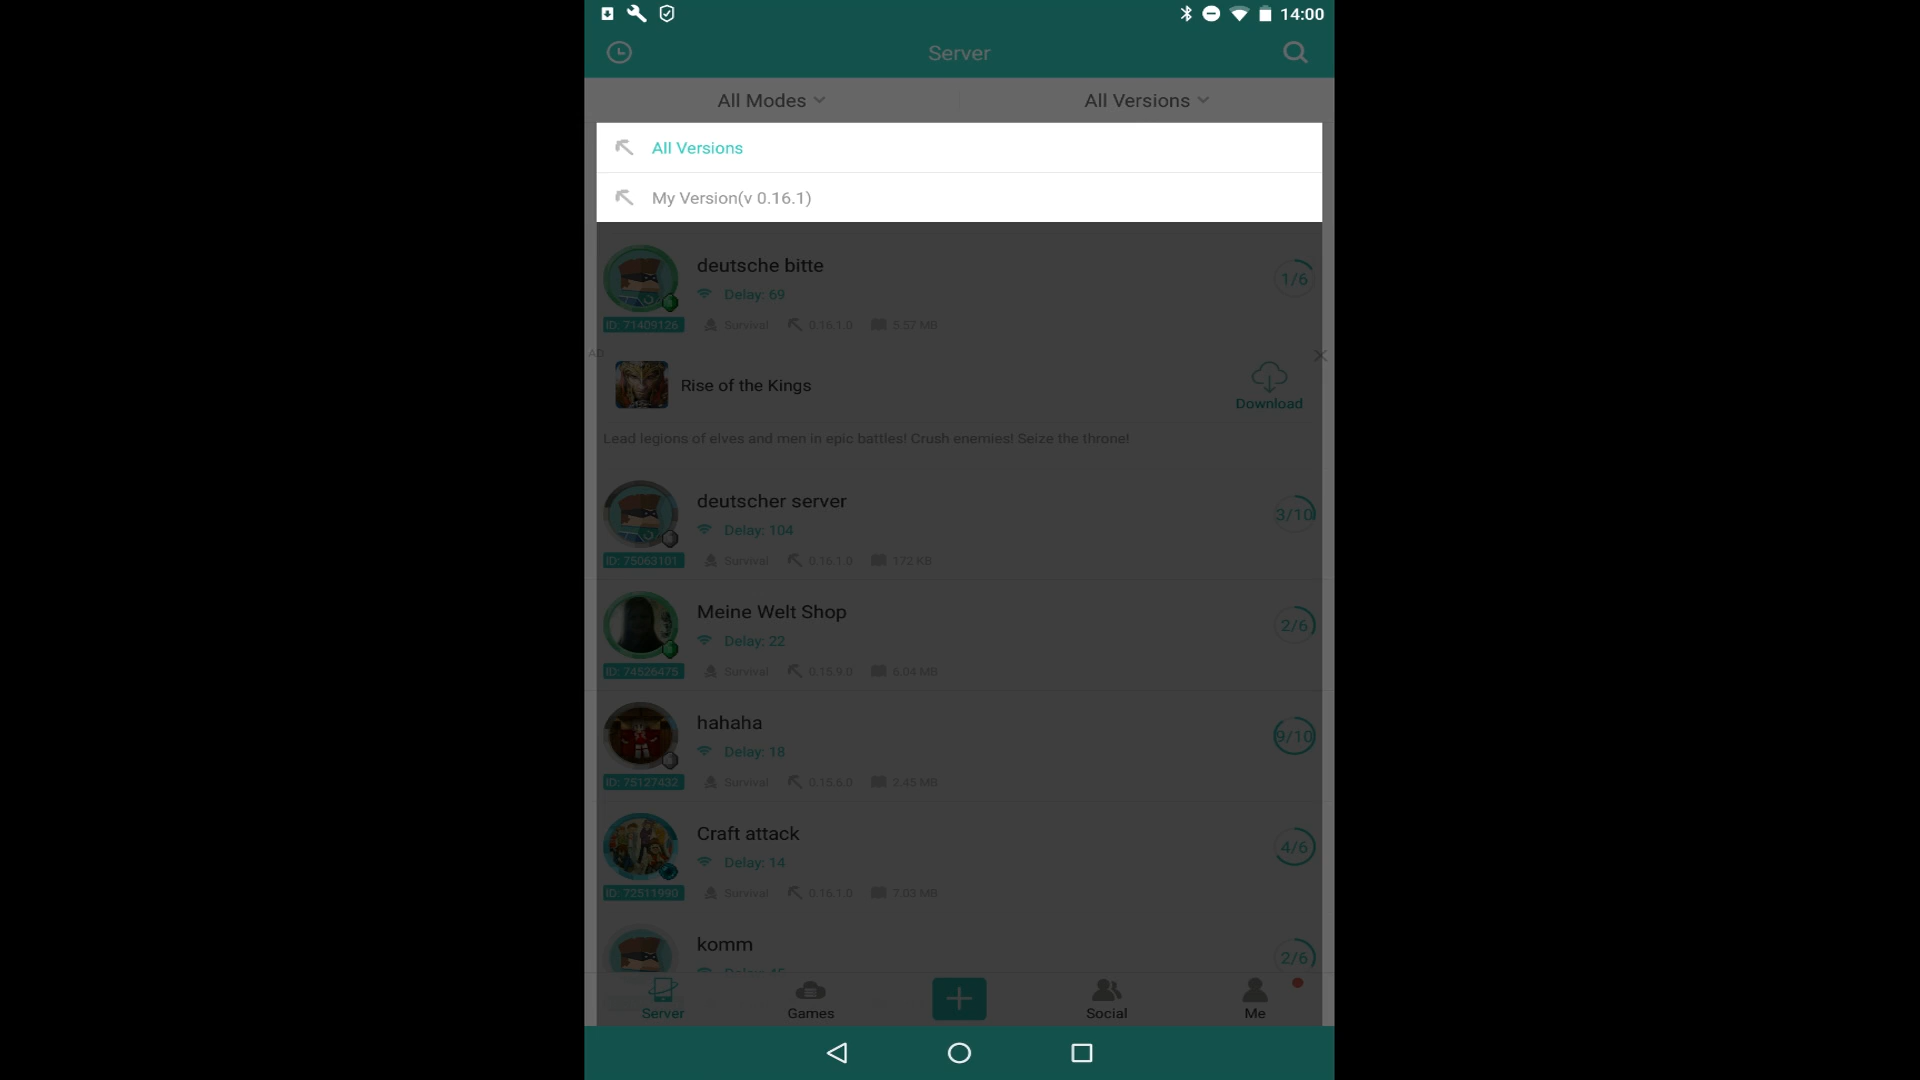 14:00
Server
All Modes
All Versions
All Versions
My Version(v 0.16.1)
deutsche bitte
1/6
Delay: 69
ID: 71409126
Survival
0.16.1.0
5.57 MB
AD
Rise of the Kings
Download
Lead legions of elves and men in epic battles! Crush enemies! Seize the throne!
deutscher server
3/10
Delay: 104
ID: 75063101
Survival
0.16.1.0
172 KB
Meine Welt Shop
2/6
Delay: 22
ID: 74526475
Survival
0.15.9.0
6.04 MB
hahaha
9/10
Delay: 18
ID: 75127432
Survival
0.15.6.0
2.45 MB
Craft attack
4/6
Delay: 14
ID: 72511990
Survival
0.16.1.0
7.03 MB
komm
2/6
Server
Games
Social
Me